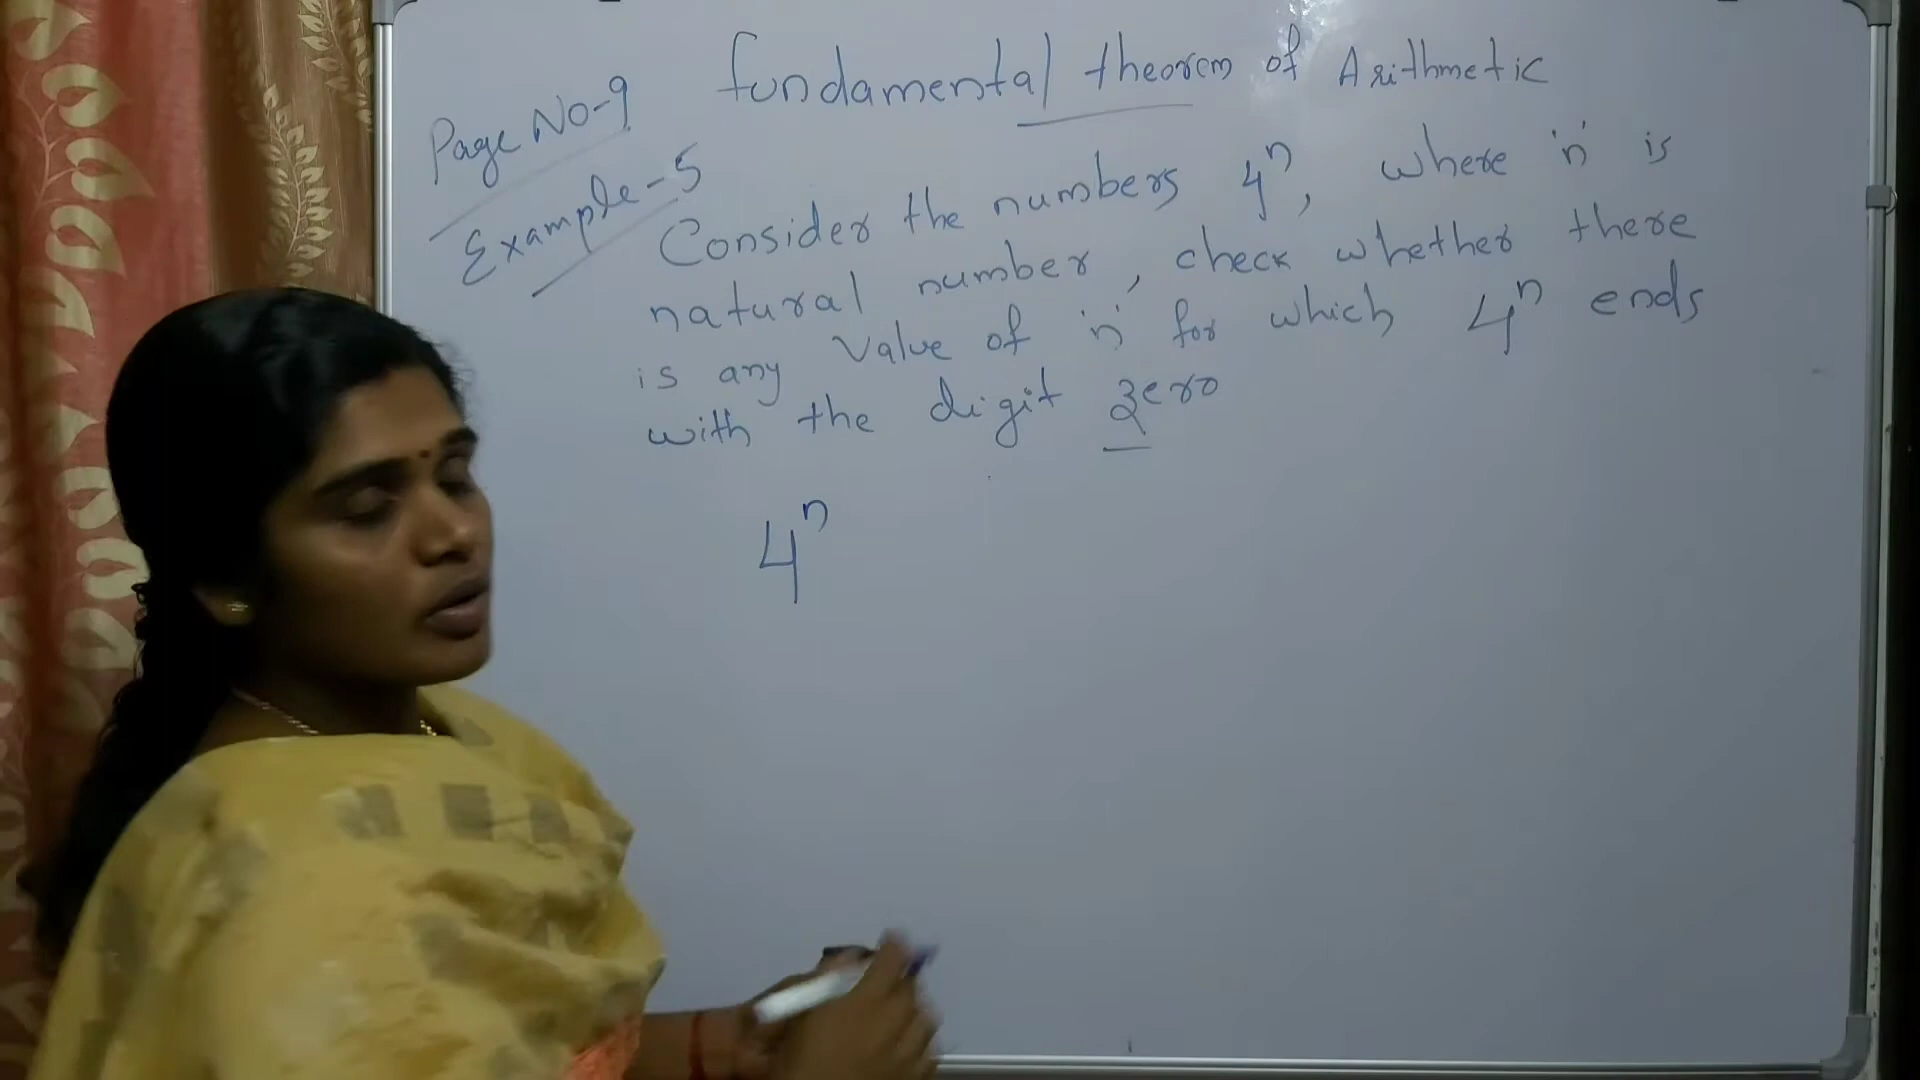 Fundamental theorem of Arithmetic
Page No-9
Example-5
Consider the numbers 4ⁿ, where 'n' is
natural number, check whether there
is any value of 'n' for which 4ⁿ ends
with the digit zero
4ⁿ